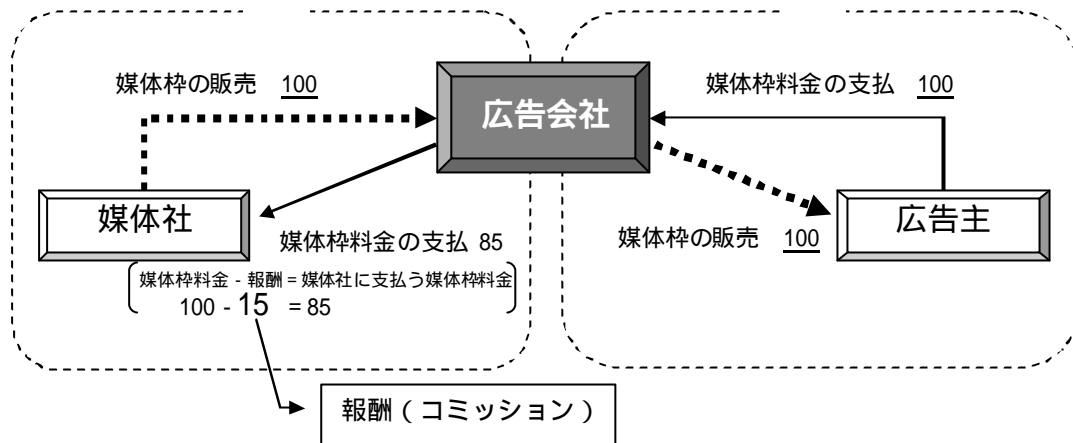 媒体枠の販売 100
広告会社
媒体枠料金の支払 100
媒体社
広告主
媒体枠料金の支払 85
媒体枠の販売 100
媒体枠料金 - 報酬 = 媒体社に支払う媒体枠料金
100 - 15 = 85
報酬（コミッション）